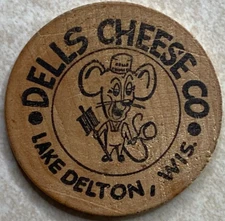 DELLS CHEESE CO
LAKE DELTON, WIS.